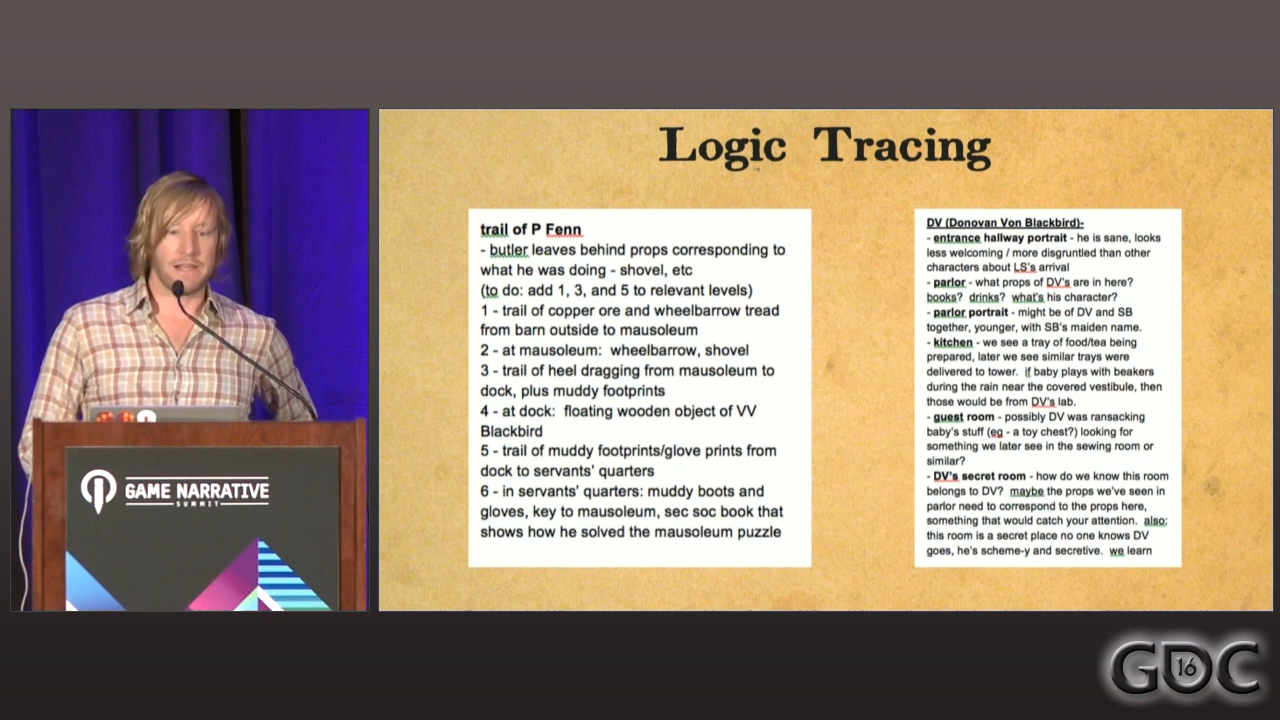 Logic Tracing
trail of P Fenn
- butler leaves behind props corresponding to
what he was doing - shovel, etc
(to do: add 1, 3, and 5 to relevant levels)
1 - trail of copper ore and wheelbarrow tread
from barn outside to mausoleum
2 - at mausoleum:  wheelbarrow, shovel
3 - trail of heel dragging from mausoleum to
dock, plus muddy footprints
4 - at dock:  floating wooden object of VV
Blackbird
5 - trail of muddy footprints/glove prints from
dock to servants' quarters
6 - in servants' quarters: muddy boots and
gloves, key to mausoleum, sec soc book that
shows how he solved the mausoleum puzzle
DV (Donovan Von Blackbird)-
- entrance hallway portrait - he is sane, looks
less welcoming / more disgruntled than other
characters about LS's arrival
- parlor - what props of DV's are in here?
books?  drinks?  what's his character?
- parlor portrait - might be of DV and SB
together, younger, with SB's maiden name.
- kitchen - we see a tray of food/tea being
prepared, later we see similar trays were
delivered to tower.  if baby plays with beakers
during the rain near the covered vestibule, then
those would be from DV's lab.
- guest room - possibly DV was ransacking
baby's stuff (eg - a toy chest?) looking for
something we later see in the sewing room or
similar?
- DV's secret room - how do we know this room
belongs to DV?  maybe the props we've seen in
parlor need to correspond to the props here,
something that would catch your attention.  also:
this room is a secret place no one knows DV
goes, he's scheme-y and secretive.  we learn
GAME NARRATIVE
SUMMIT
GDC
16